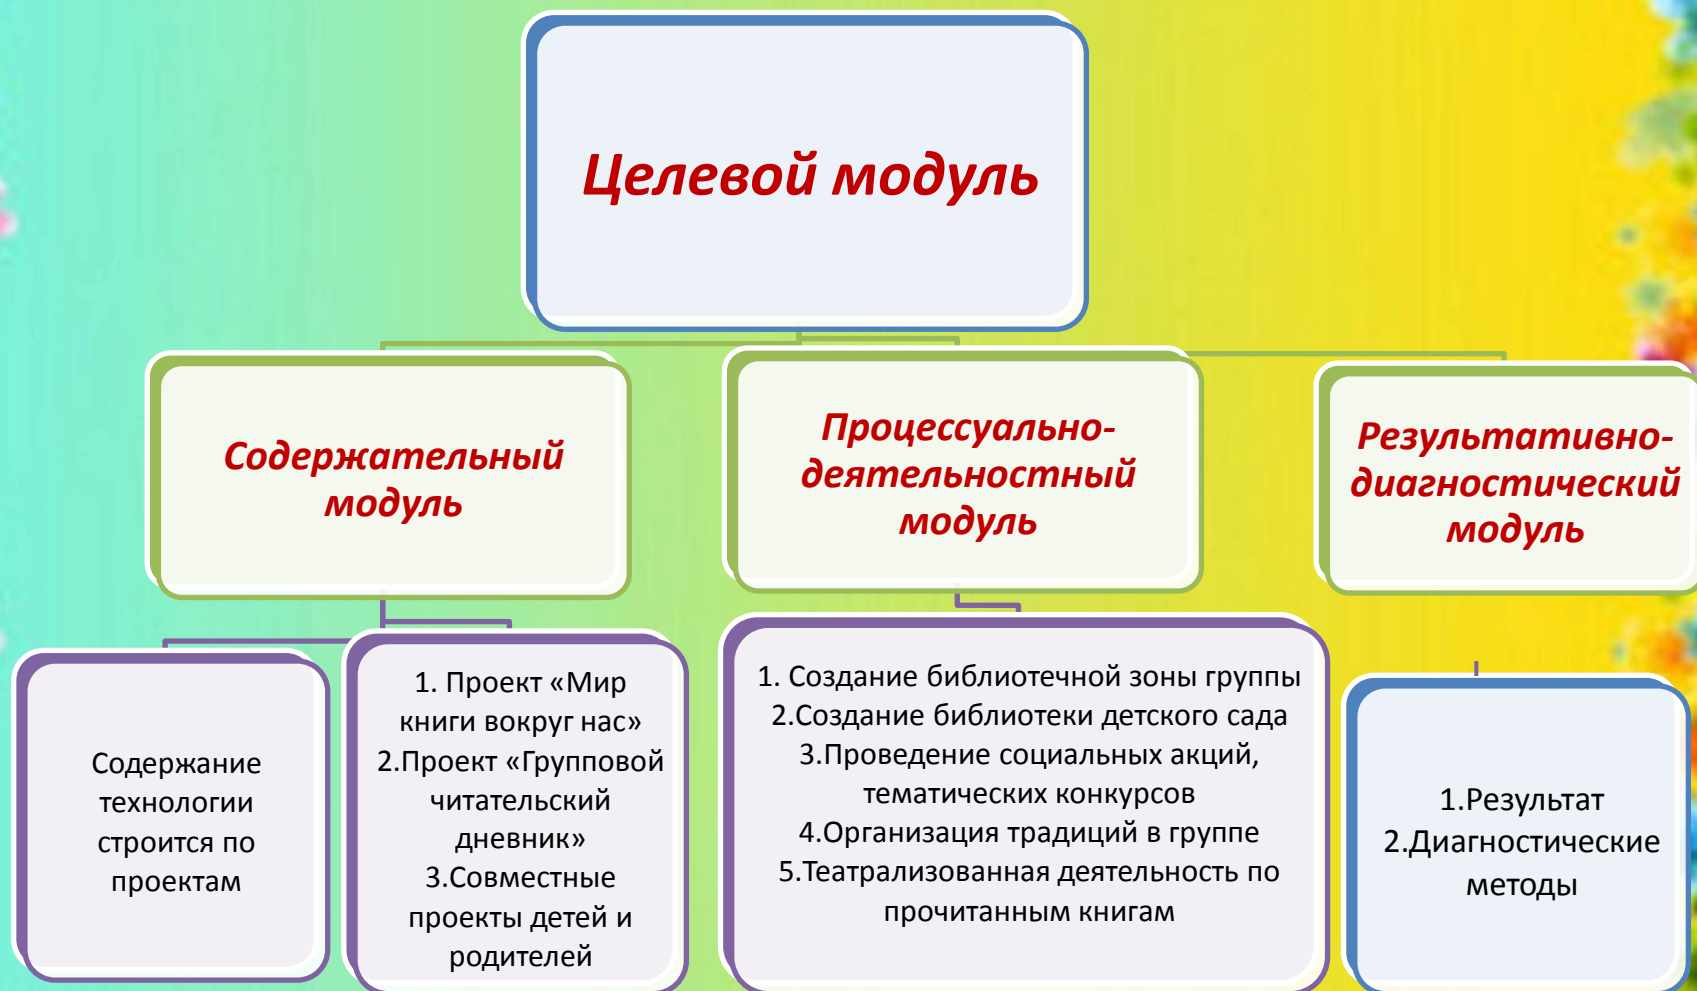 Целевой модуль
Содержательный
модуль
Процессуально-
деятельностный
модуль
Результативно-
диагностический
модуль
Содержание
технологии
строится по
проектам
1. Проект «Мир
книги вокруг нас»
2.Проект «Групповой
читательский
дневник»
3.Совместные
проекты детей и
родителей
1. Создание библиотечной зоны группы
2.Создание библиотеки детского сада
3.Проведение социальных акций,
тематических конкурсов
4.Организация традиций в группе
5.Театрализованная деятельность по
прочитанным книгам
1.Результат
2.Диагностические
методы